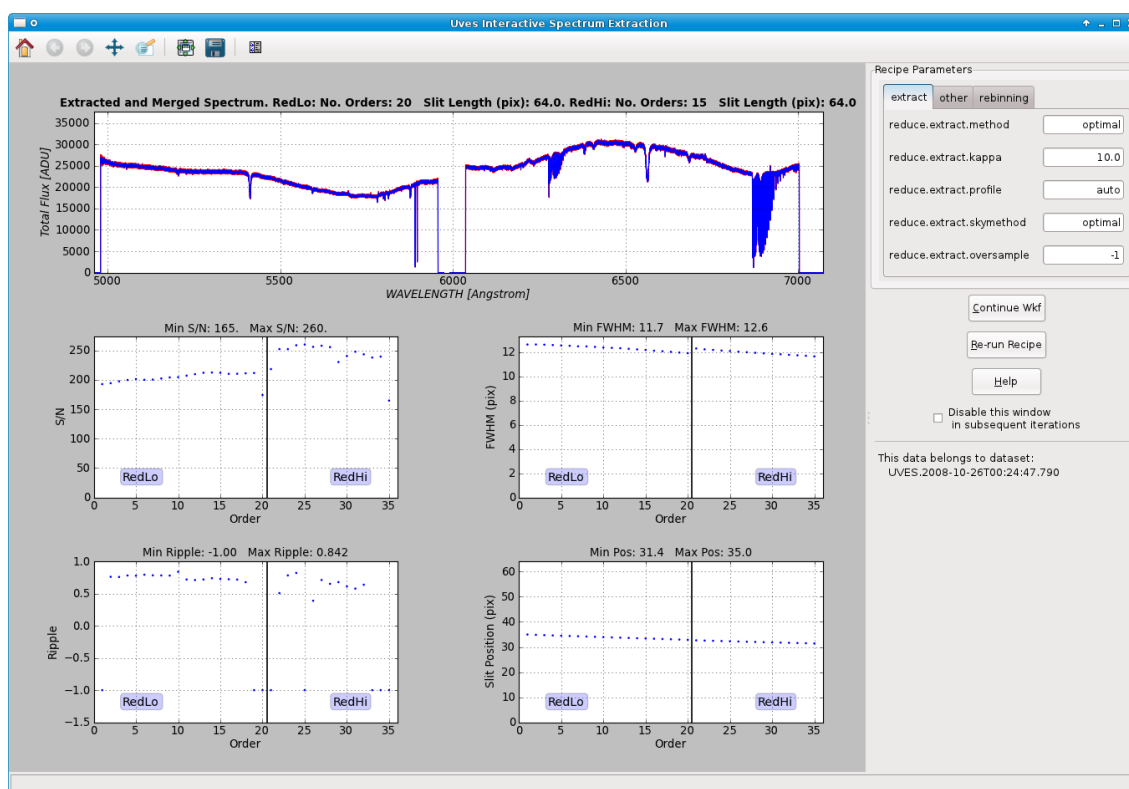 Uves Interactive Spectrum Extraction
Extracted and Merged Spectrum. RedLo: No. Orders: 20   Slit Length (pix): 64.0. RedHi: No. Orders: 15   Slit Length (pix): 64.0
35000
30000
25000
20000
15000
10000
5000
0
Total Flux [ADU]
5000 5500 6000 6500 7000
WAVELENGTH [Angstrom]
Min S/N: 165.   Max S/N: 260.
250
200
150
100
50
0
S/N
RedLo RedHi
0 5 10 15 20 25 30 35
Order
Min FWHM: 11.7   Max FWHM: 12.6
12
10
8
6
4
2
0
FWHM (pix)
RedLo RedHi
0 5 10 15 20 25 30 35
Order
Min Ripple: -1.00   Max Ripple: 0.842
1.0
0.5
0.0
−0.5
−1.0
−1.5
Ripple
RedLo RedHi
0 5 10 15 20 25 30 35
Order
Min Pos: 31.4   Max Pos: 35.0
60
50
40
30
20
10
0
Slit Position (pix)
RedLo RedHi
0 5 10 15 20 25 30 35
Order
Recipe Parameters
extract other rebinning
reduce.extract.method optimal
reduce.extract.kappa 10.0
reduce.extract.profile auto
reduce.extract.skymethod optimal
reduce.extract.oversample -1
Continue Wkf
Re-run Recipe
Help
Disable this window
in subsequent iterations
This data belongs to dataset:
UVES.2008-10-26T00:24:47.790